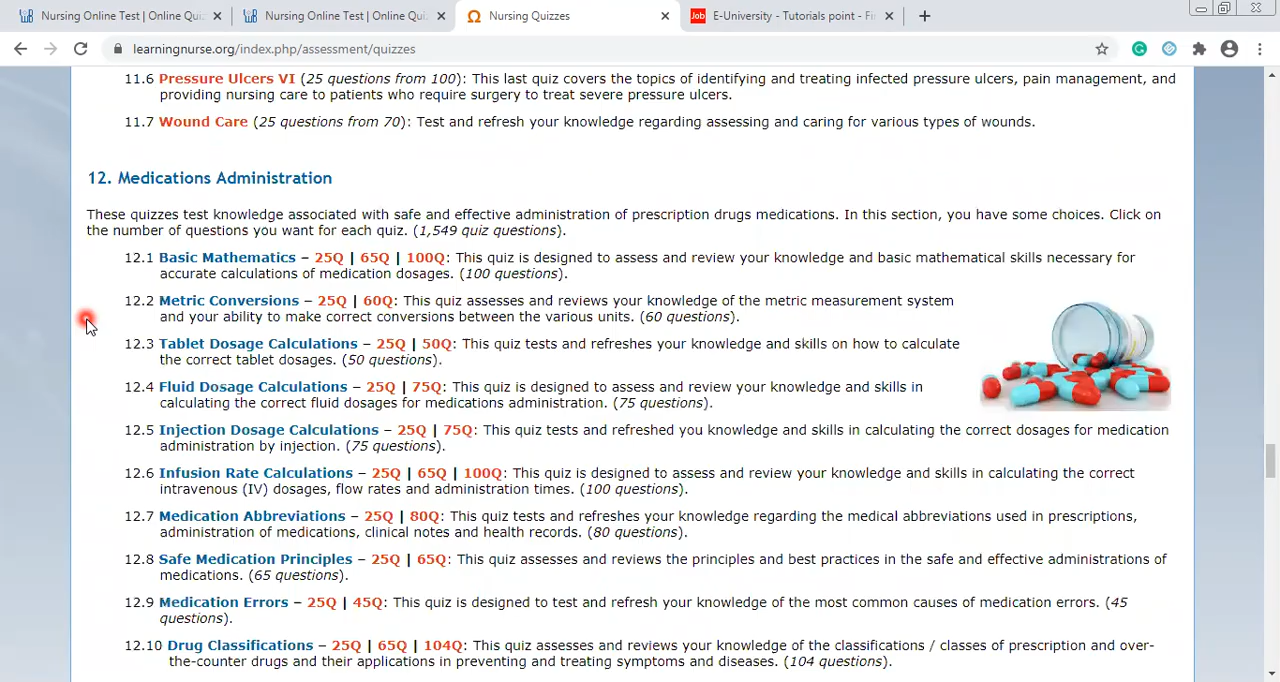 Nursing Online Test | Online Qui
Nursing Online Test | Online Qui
Nursing Quizzes
Job
E-University - Tutorials point - Fi
learningnurse.org/index.php/assessment/quizzes
11.6 Pressure Ulcers VI (25 questions from 100): This last quiz covers the topics of identifying and treating infected pressure ulcers, pain management, and
providing nursing care to patients who require surgery to treat severe pressure ulcers.
11.7 Wound Care (25 questions from 70): Test and refresh your knowledge regarding assessing and caring for various types of wounds.
12. Medications Administration
These quizzes test knowledge associated with safe and effective administration of prescription drugs medications. In this section, you have some choices. Click on
the number of questions you want for each quiz. (1,549 quiz questions).
12.1 Basic Mathematics – 25Q | 65Q | 100Q: This quiz is designed to assess and review your knowledge and basic mathematical skills necessary for
accurate calculations of medication dosages. (100 questions).
12.2 Metric Conversions – 25Q | 60Q: This quiz assesses and reviews your knowledge of the metric measurement system
and your ability to make correct conversions between the various units. (60 questions).
12.3 Tablet Dosage Calculations – 25Q | 50Q: This quiz tests and refreshes your knowledge and skills on how to calculate
the correct tablet dosages. (50 questions).
12.4 Fluid Dosage Calculations – 25Q | 75Q: This quiz is designed to assess and review your knowledge and skills in
calculating the correct fluid dosages for medications administration. (75 questions).
12.5 Injection Dosage Calculations – 25Q | 75Q: This quiz tests and refreshed you knowledge and skills in calculating the correct dosages for medication
administration by injection. (75 questions).
12.6 Infusion Rate Calculations – 25Q | 65Q | 100Q: This quiz is designed to assess and review your knowledge and skills in calculating the correct
intravenous (IV) dosages, flow rates and administration times. (100 questions).
12.7 Medication Abbreviations – 25Q | 80Q: This quiz tests and refreshes your knowledge regarding the medical abbreviations used in prescriptions,
administration of medications, clinical notes and health records. (80 questions).
12.8 Safe Medication Principles – 25Q | 65Q: This quiz assesses and reviews the principles and best practices in the safe and effective administrations of
medications. (65 questions).
12.9 Medication Errors – 25Q | 45Q: This quiz is designed to test and refresh your knowledge of the most common causes of medication errors. (45
questions).
12.10 Drug Classifications – 25Q | 65Q | 104Q: This quiz assesses and reviews your knowledge of the classifications / classes of prescription and over-
the-counter drugs and their applications in preventing and treating symptoms and diseases. (104 questions).